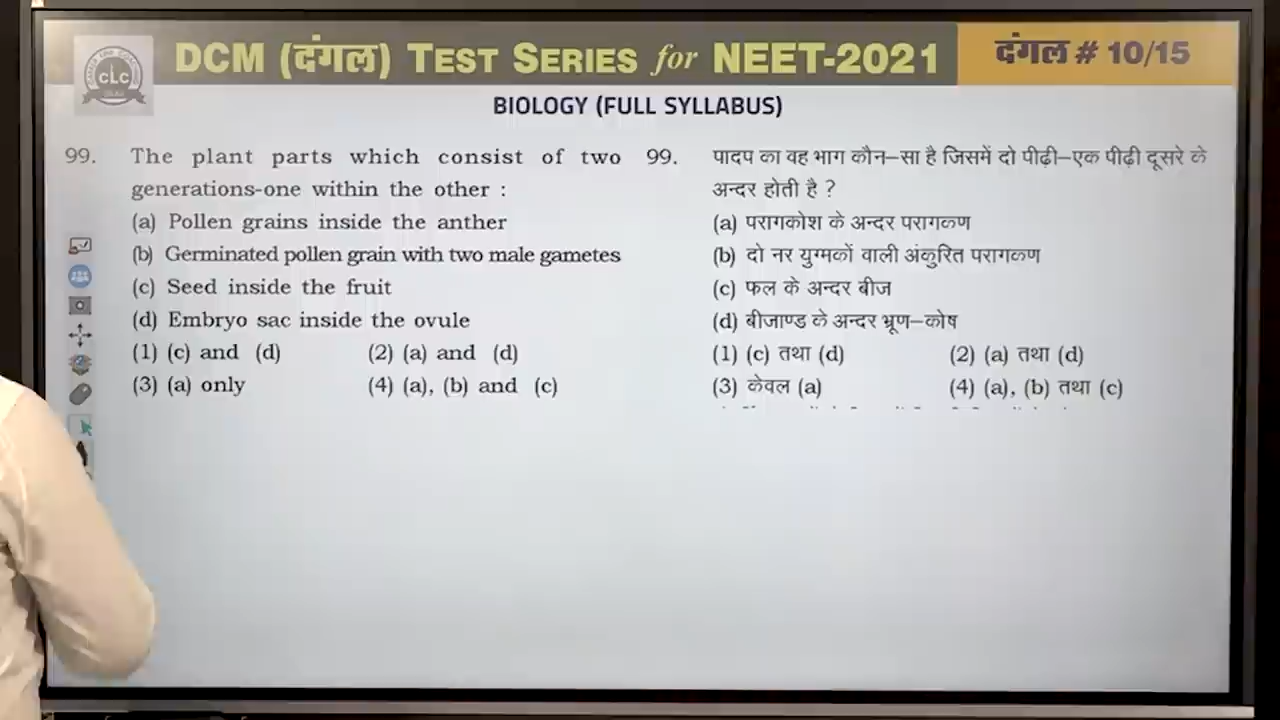 DCM (दंगल) TEST SERIES for NEET-2021
दंगल # 10/15
CLC
BIOLOGY (FULL SYLLABUS)
99. The plant parts which consist of two
generations-one within the other :
(a) Pollen grains inside the anther
(b) Germinated pollen grain with two male gametes
(c) Seed inside the fruit
(d) Embryo sac inside the ovule
(1) (c) and (d) (2) (a) and (d)
(3) (a) only (4) (a), (b) and (c)
99. पादप का वह भाग कौन–सा है जिसमें दो पीढ़ी–एक पीढ़ी दूसरे के
अन्दर होती है ?
(a) परागकोश के अन्दर परागकण
(b) दो नर युग्मकों वाली अंकुरित परागकण
(c) फल के अन्दर बीज
(d) बीजाण्ड के अन्दर भ्रूण–कोष
(1) (c) तथा (d) (2) (a) तथा (d)
(3) केवल (a) (4) (a), (b) तथा (c)